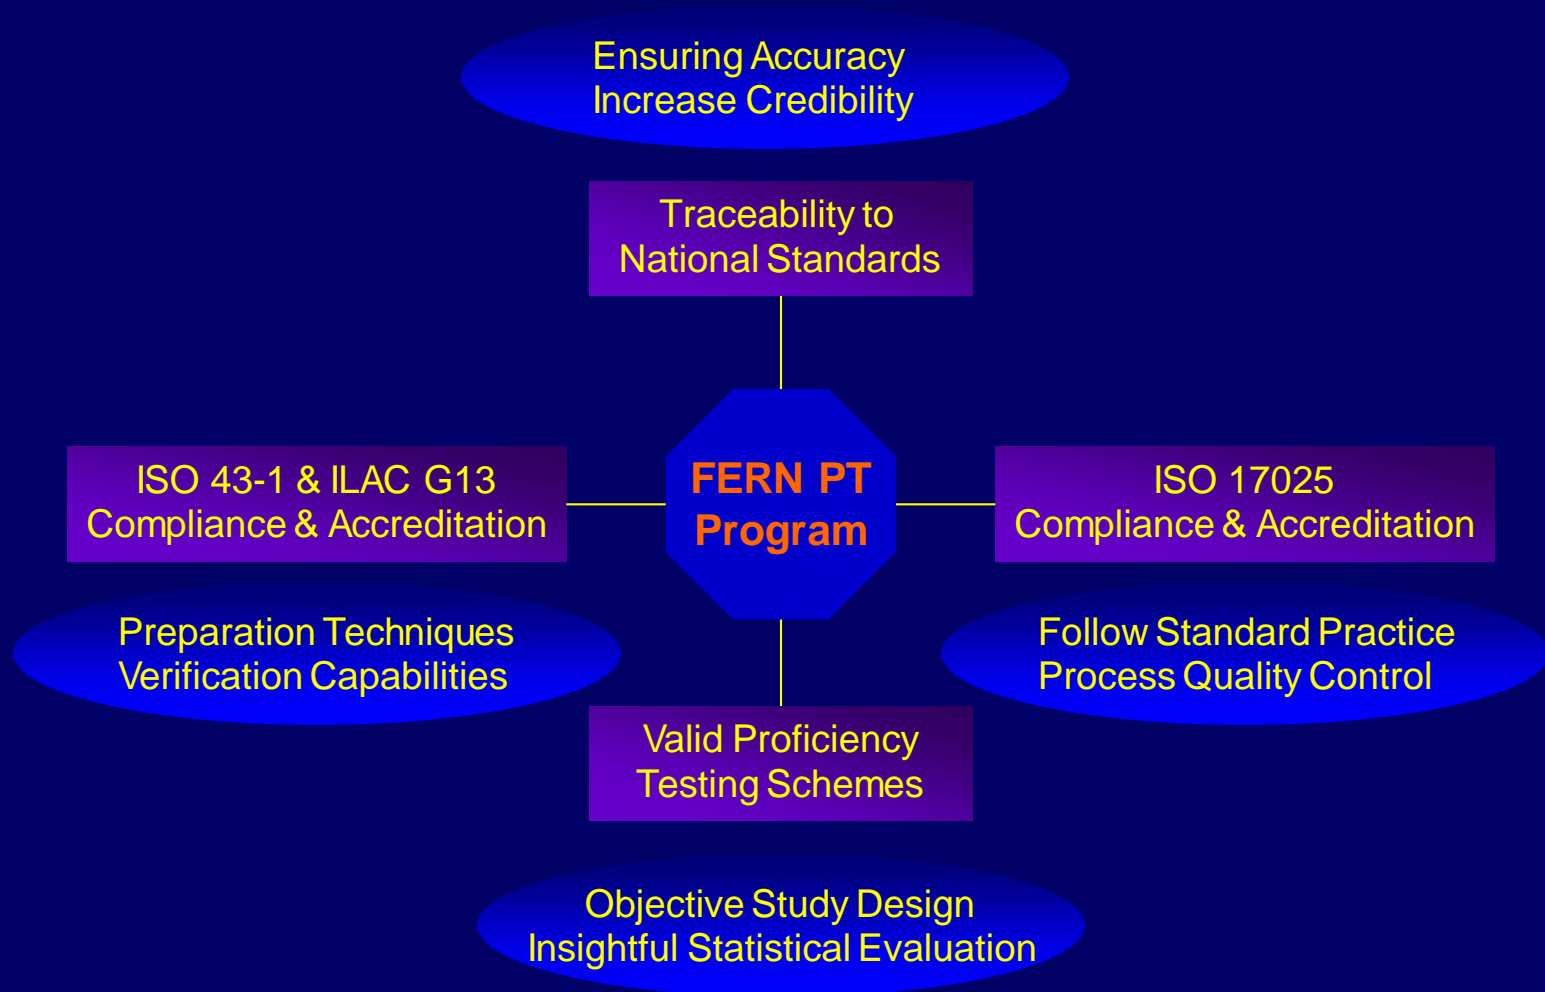 Ensuring Accuracy
Increase Credibility
Traceability to
National Standards
ISO 43-1 & ILAC G13
Compliance & Accreditation
FERN PT
Program
ISO 17025
Compliance & Accreditation
Preparation Techniques
Verification Capabilities
Follow Standard Practice
Process Quality Control
Valid Proficiency
Testing Schemes
Objective Study Design
Insightful Statistical Evaluation